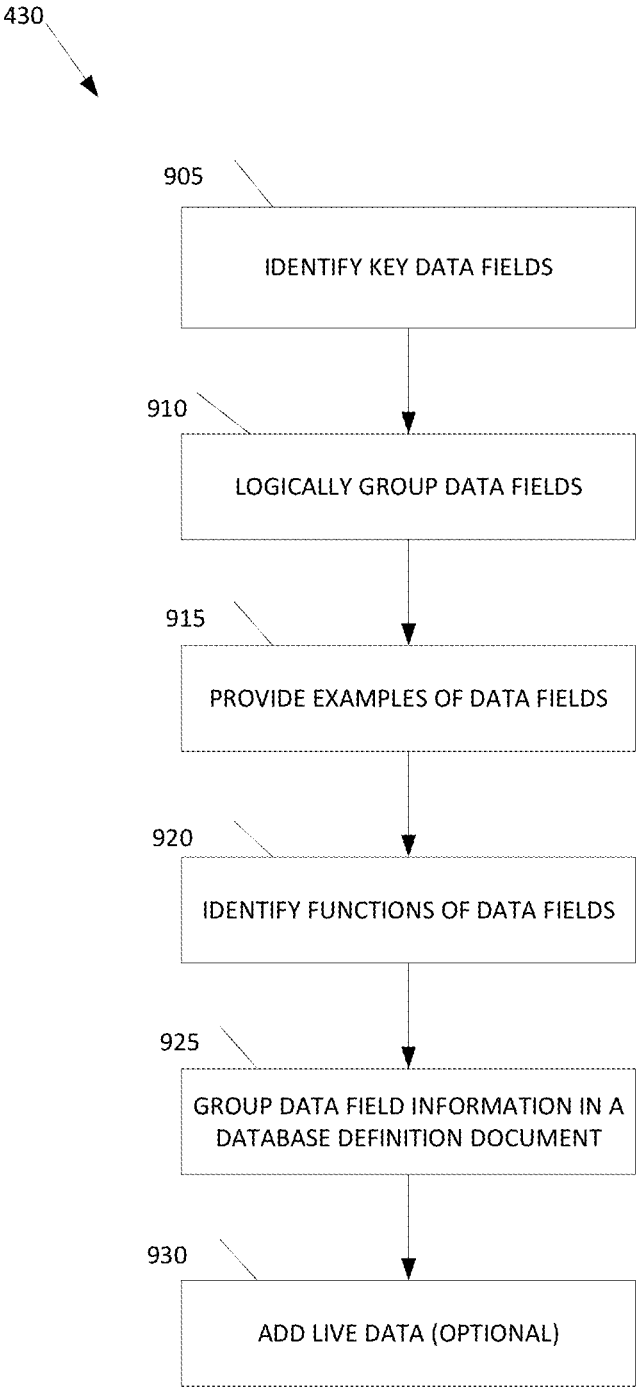 430
905
IDENTIFY KEY DATA FIELDS
910
LOGICALLY GROUP DATA FIELDS
915
PROVIDE EXAMPLES OF DATA FIELDS
920
IDENTIFY FUNCTIONS OF DATA FIELDS
925
GROUP DATA FIELD INFORMATION IN A
DATABASE DEFINITION DOCUMENT
930
ADD LIVE DATA (OPTIONAL)